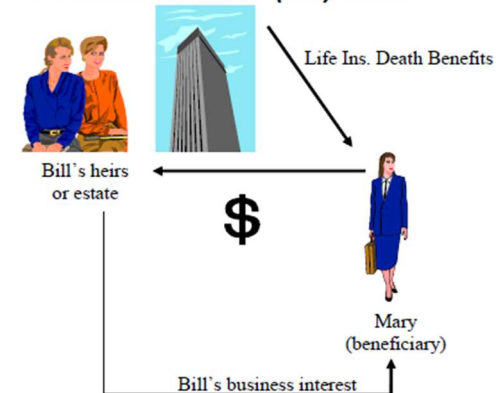 Life Ins. Death Benefits
Bill's heirs
or estate
$
Mary
(beneficiary)
Bill's business interest